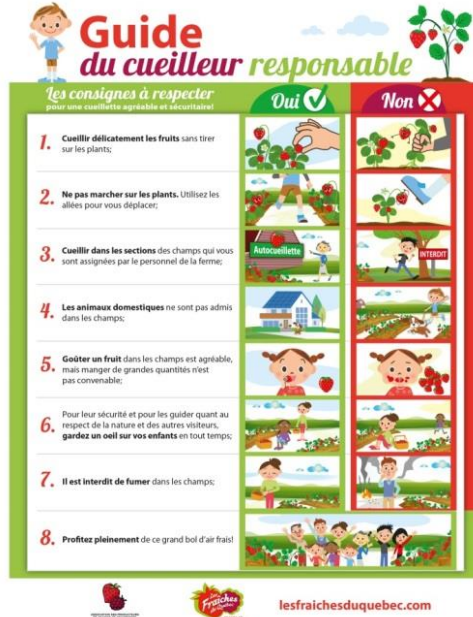 Guide
du cueilleur responsable
Les consignes à respecter
pour une cueillette agréable et sécuritaire!
Oui
Non
1. Cueillir délicatement les fruits sans tirer
sur les plants;
2. Ne pas marcher sur les plants. Utilisez les
allées pour vous déplacer;
3. Cueillir dans les sections des champs qui vous
sont assignées par le personnel de la ferme;
Autocueillette
INTERDIT
4. Les animaux domestiques ne sont pas admis
dans les champs;
5. Goûter un fruit dans les champs est agréable,
mais manger de grandes quantités n'est
pas convenable;
6. Pour leur sécurité et pour les guider quant au
respect de la nature et des autres visiteurs,
gardez un oeil sur vos enfants en tout temps;
7. Il est interdit de fumer dans les champs;
8. Profitez pleinement de ce grand bol d'air frais!
Les
Fraîches
du Québec
lesfraichesduquebec.com